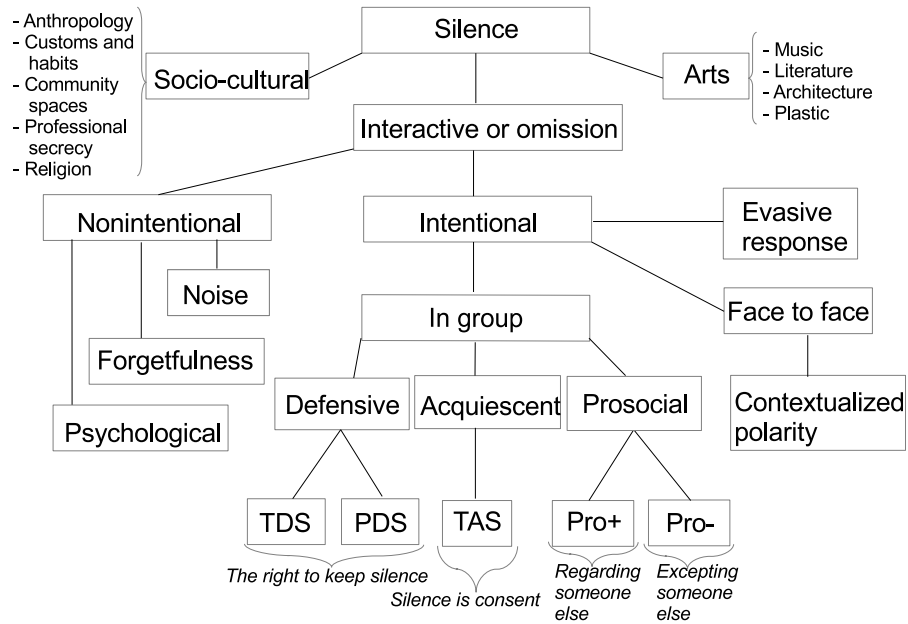 Silence
- Anthropology
- Customs and
habits
- Community
spaces
- Professional
secrecy
- Religion
Socio-cultural
Arts
- Music
- Literature
- Architecture
- Plastic
Interactive or omission
Nonintentional
Intentional
Evasive
response
Noise
Forgetfulness
Psychological
In group
Face to face
Defensive
Acquiescent
Prosocial
Contextualized
polarity
TDS
PDS
TAS
Pro+
Pro-
The right to keep silence
Silence is consent
Regarding
someone
else
Excepting
someone
else